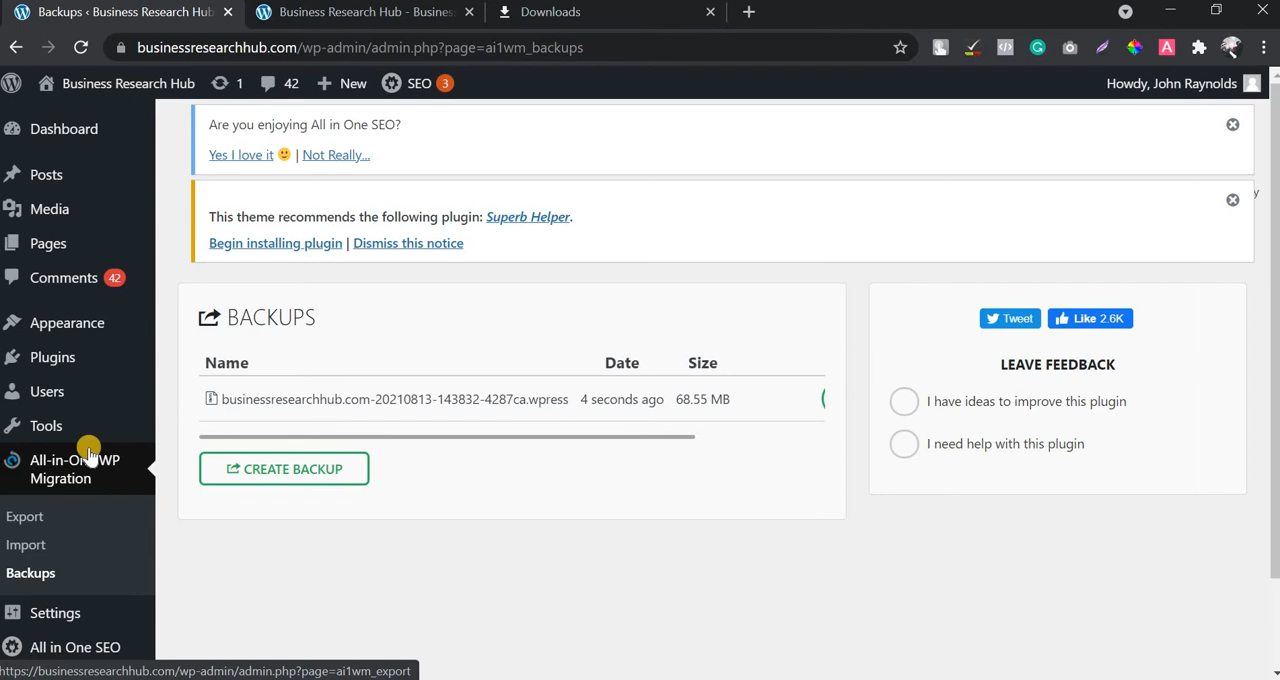 Backups < Business Research Hub
Business Research Hub - Busines
Downloads
businessresearchhub.com/wp-admin/admin.php?page=ai1wm_backups
Business Research Hub 1 42 New SEO 3
Howdy, John Raynolds
Dashboard
Posts
Media
Pages
Comments 42
Appearance
Plugins
Users
Tools
All-in-One WP
Migration
Export
Import
Backups
Settings
All in One SEO
Are you enjoying All in One SEO?
Yes I love it 🙂 | Not Really...
This theme recommends the following plugin: Superb Helper.
Begin installing plugin | Dismiss this notice
y
BACKUPS
Name Date Size
businessresearchhub.com-20210813-143832-4287ca.wpress 4 seconds ago 68.55 MB
CREATE BACKUP
Tweet Like 2.6K
LEAVE FEEDBACK
I have ideas to improve this plugin
I need help with this plugin
https://businessresearchhub.com/wp-admin/admin.php?page=ai1wm_export